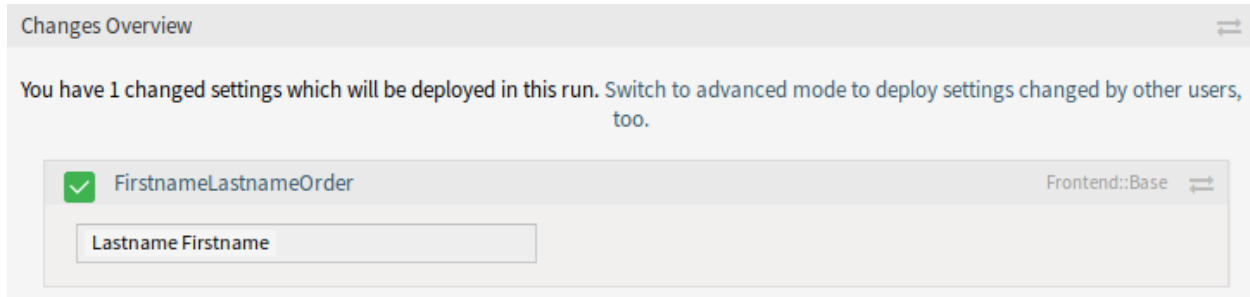 Changes Overview
You have 1 changed settings which will be deployed in this run. Switch to advanced mode to deploy settings changed by other users,
too.
FirstnameLastnameOrder Frontend::Base
Lastname Firstname